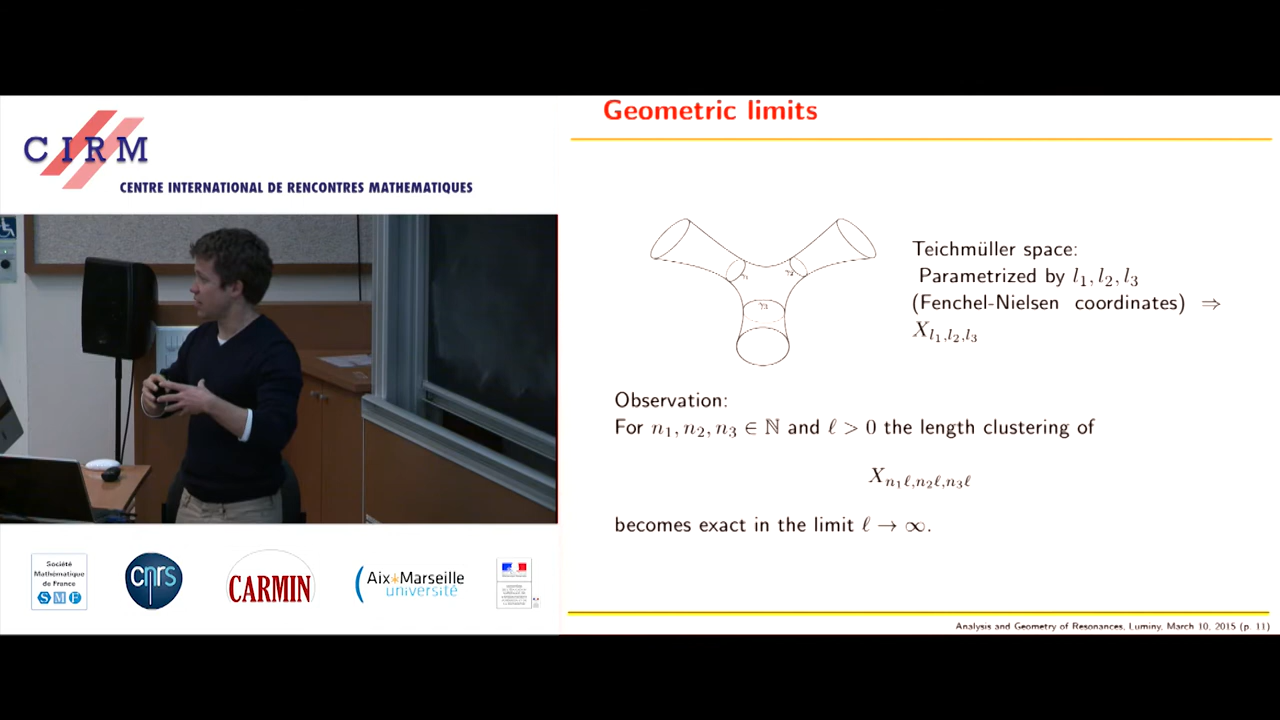 CIRM
CENTRE INTERNATIONAL DE RENCONTRES MATHEMATIQUES
Geometric limits
γ₃
Teichmüller space:
Parametrized by l₁, l₂, l₃
(Fenchel-Nielsen coordinates) ⇒
X_{l₁,l₂,l₃}
Observation:
For n₁, n₂, n₃ ∈ ℕ and ℓ > 0 the length clustering of
X_{n₁ℓ,n₂ℓ,n₃ℓ}
becomes exact in the limit ℓ → ∞.
Société
Mathématique
de France
SMF
cnrs
CARMIN
Aix*Marseille
université
Analysis and Geometry of Resonances, Luminy, March 10, 2015 (p. 11)